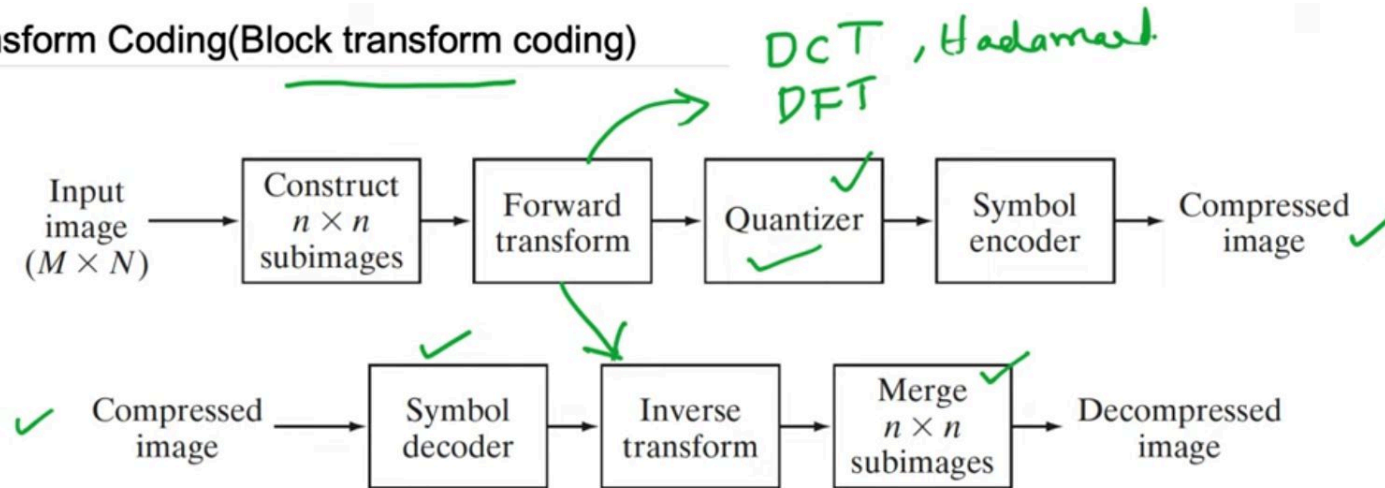 nsform Coding(Block transform coding)
DCT , Hadamard.
DFT
Input
image
(M × N)
Construct
n × n
subimages
Forward
transform
Quantizer
Symbol
encoder
Compressed
image
Compressed
image
Symbol
decoder
Inverse
transform
Merge
n × n
subimages
Decompressed
image